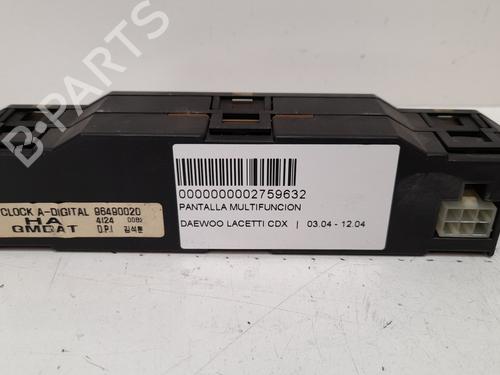 B-PARTS
CLOCK A-DIGITAL 96490020
HA 4124
GMDAT D.P.I
0000000002759632
PANTALLA MULTIFUNCION
DAEWOO LACETTI CDX | 03.04 - 12.04